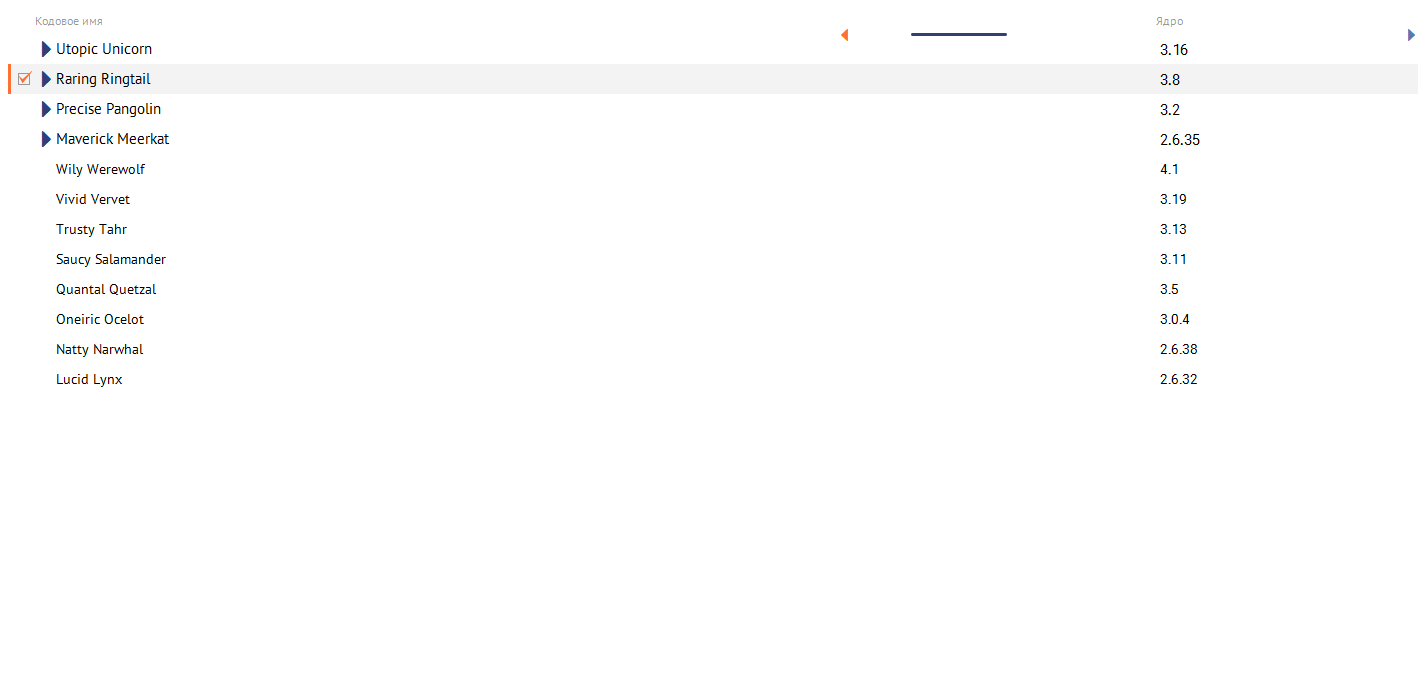 Кодовое имя Ядро
Utopic Unicorn 3.16
Raring Ringtail 3.8
Precise Pangolin 3.2
Maverick Meerkat 2.6.35
Wily Werewolf 4.1
Vivid Vervet 3.19
Trusty Tahr 3.13
Saucy Salamander 3.11
Quantal Quetzal 3.5
Oneiric Ocelot 3.0.4
Natty Narwhal 2.6.38
Lucid Lynx 2.6.32